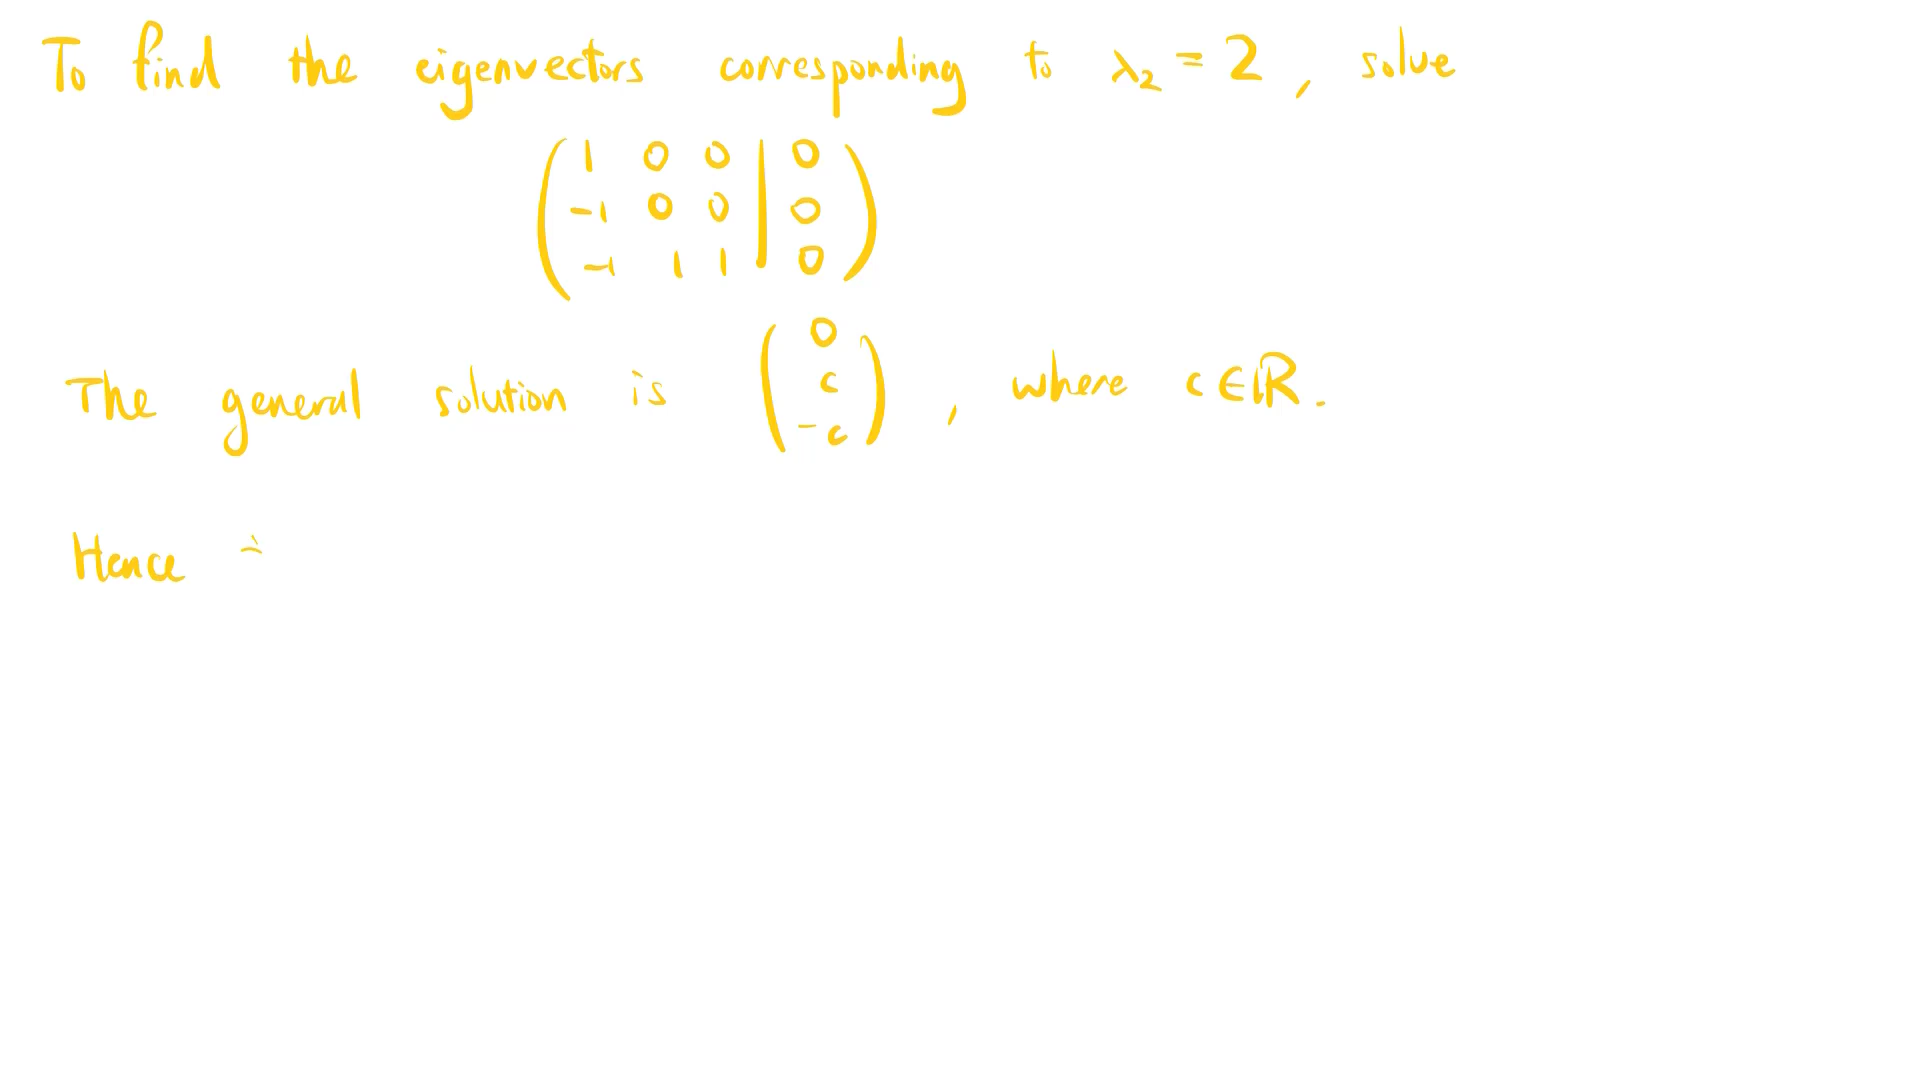 To find the eigenvectors corresponding to λ₂ = 2, solve
( 1 0 0 | 0 )
( -1 0 0 | 0 )
( -1 1 1 | 0 )
The general solution is ( 0 c -c ), where c ∈ ℝ.
Hence